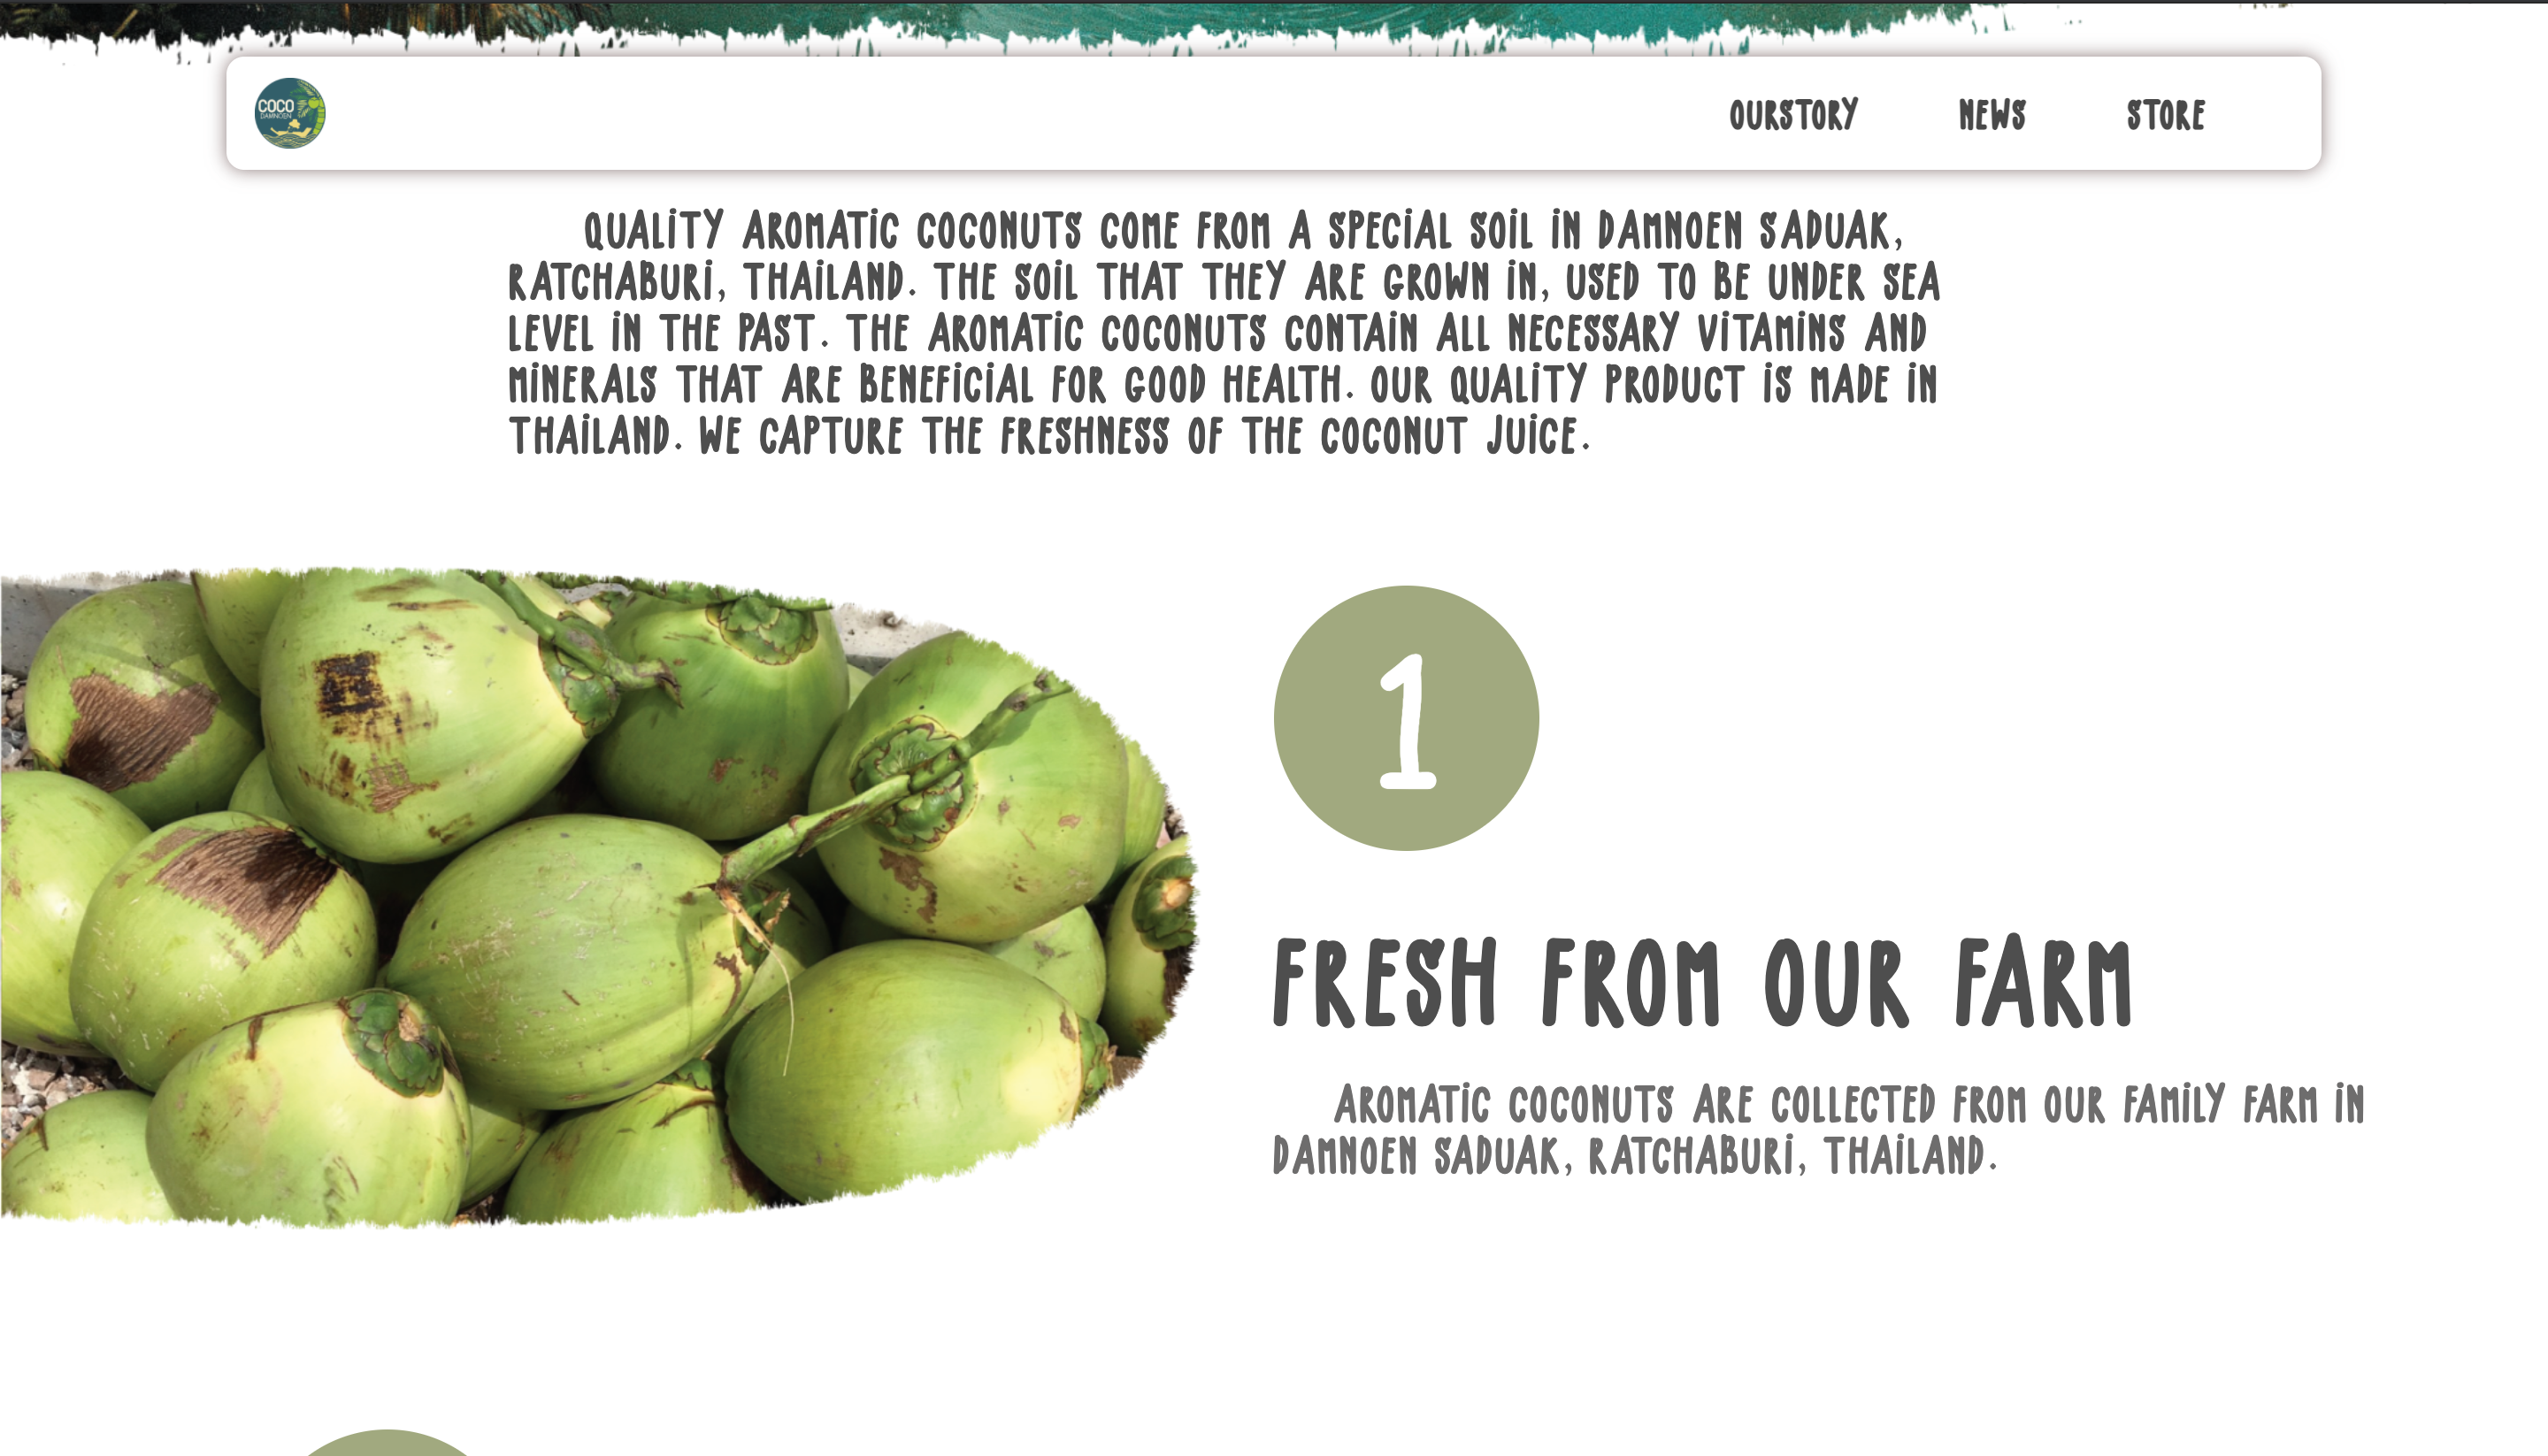 COCO
DAMNOEN
OURSTORY
NEWS
STORE
QUALiTY AROMATiC COCONUTS COME FROM A SPECiAL SOiL iN DAMNOEN SADUAK,
RATCHABURi, THAiLAND. THE SOiL THAT THEY ARE GROWN iN, USED TO BE UNDER SEA
LEVEL iN THE PAST. THE AROMATiC COCONUTS CONTAiN ALL NECESSARY ViTAMiNS AND
MiNERALS THAT ARE BENEFiCiAL FOR GOOD HEALTH. OUR QUALiTY PRODUCT iS MADE iN
THAiLAND. WE CAPTURE THE FRESHNESS OF THE COCONUT JUiCE.
1
FRESH FROM OUR FARM
AROMATiC COCONUTS ARE COLLECTED FROM OUR FAMiLY FARM iN
DAMNOEN SADUAK, RATCHABURi, THAiLAND.